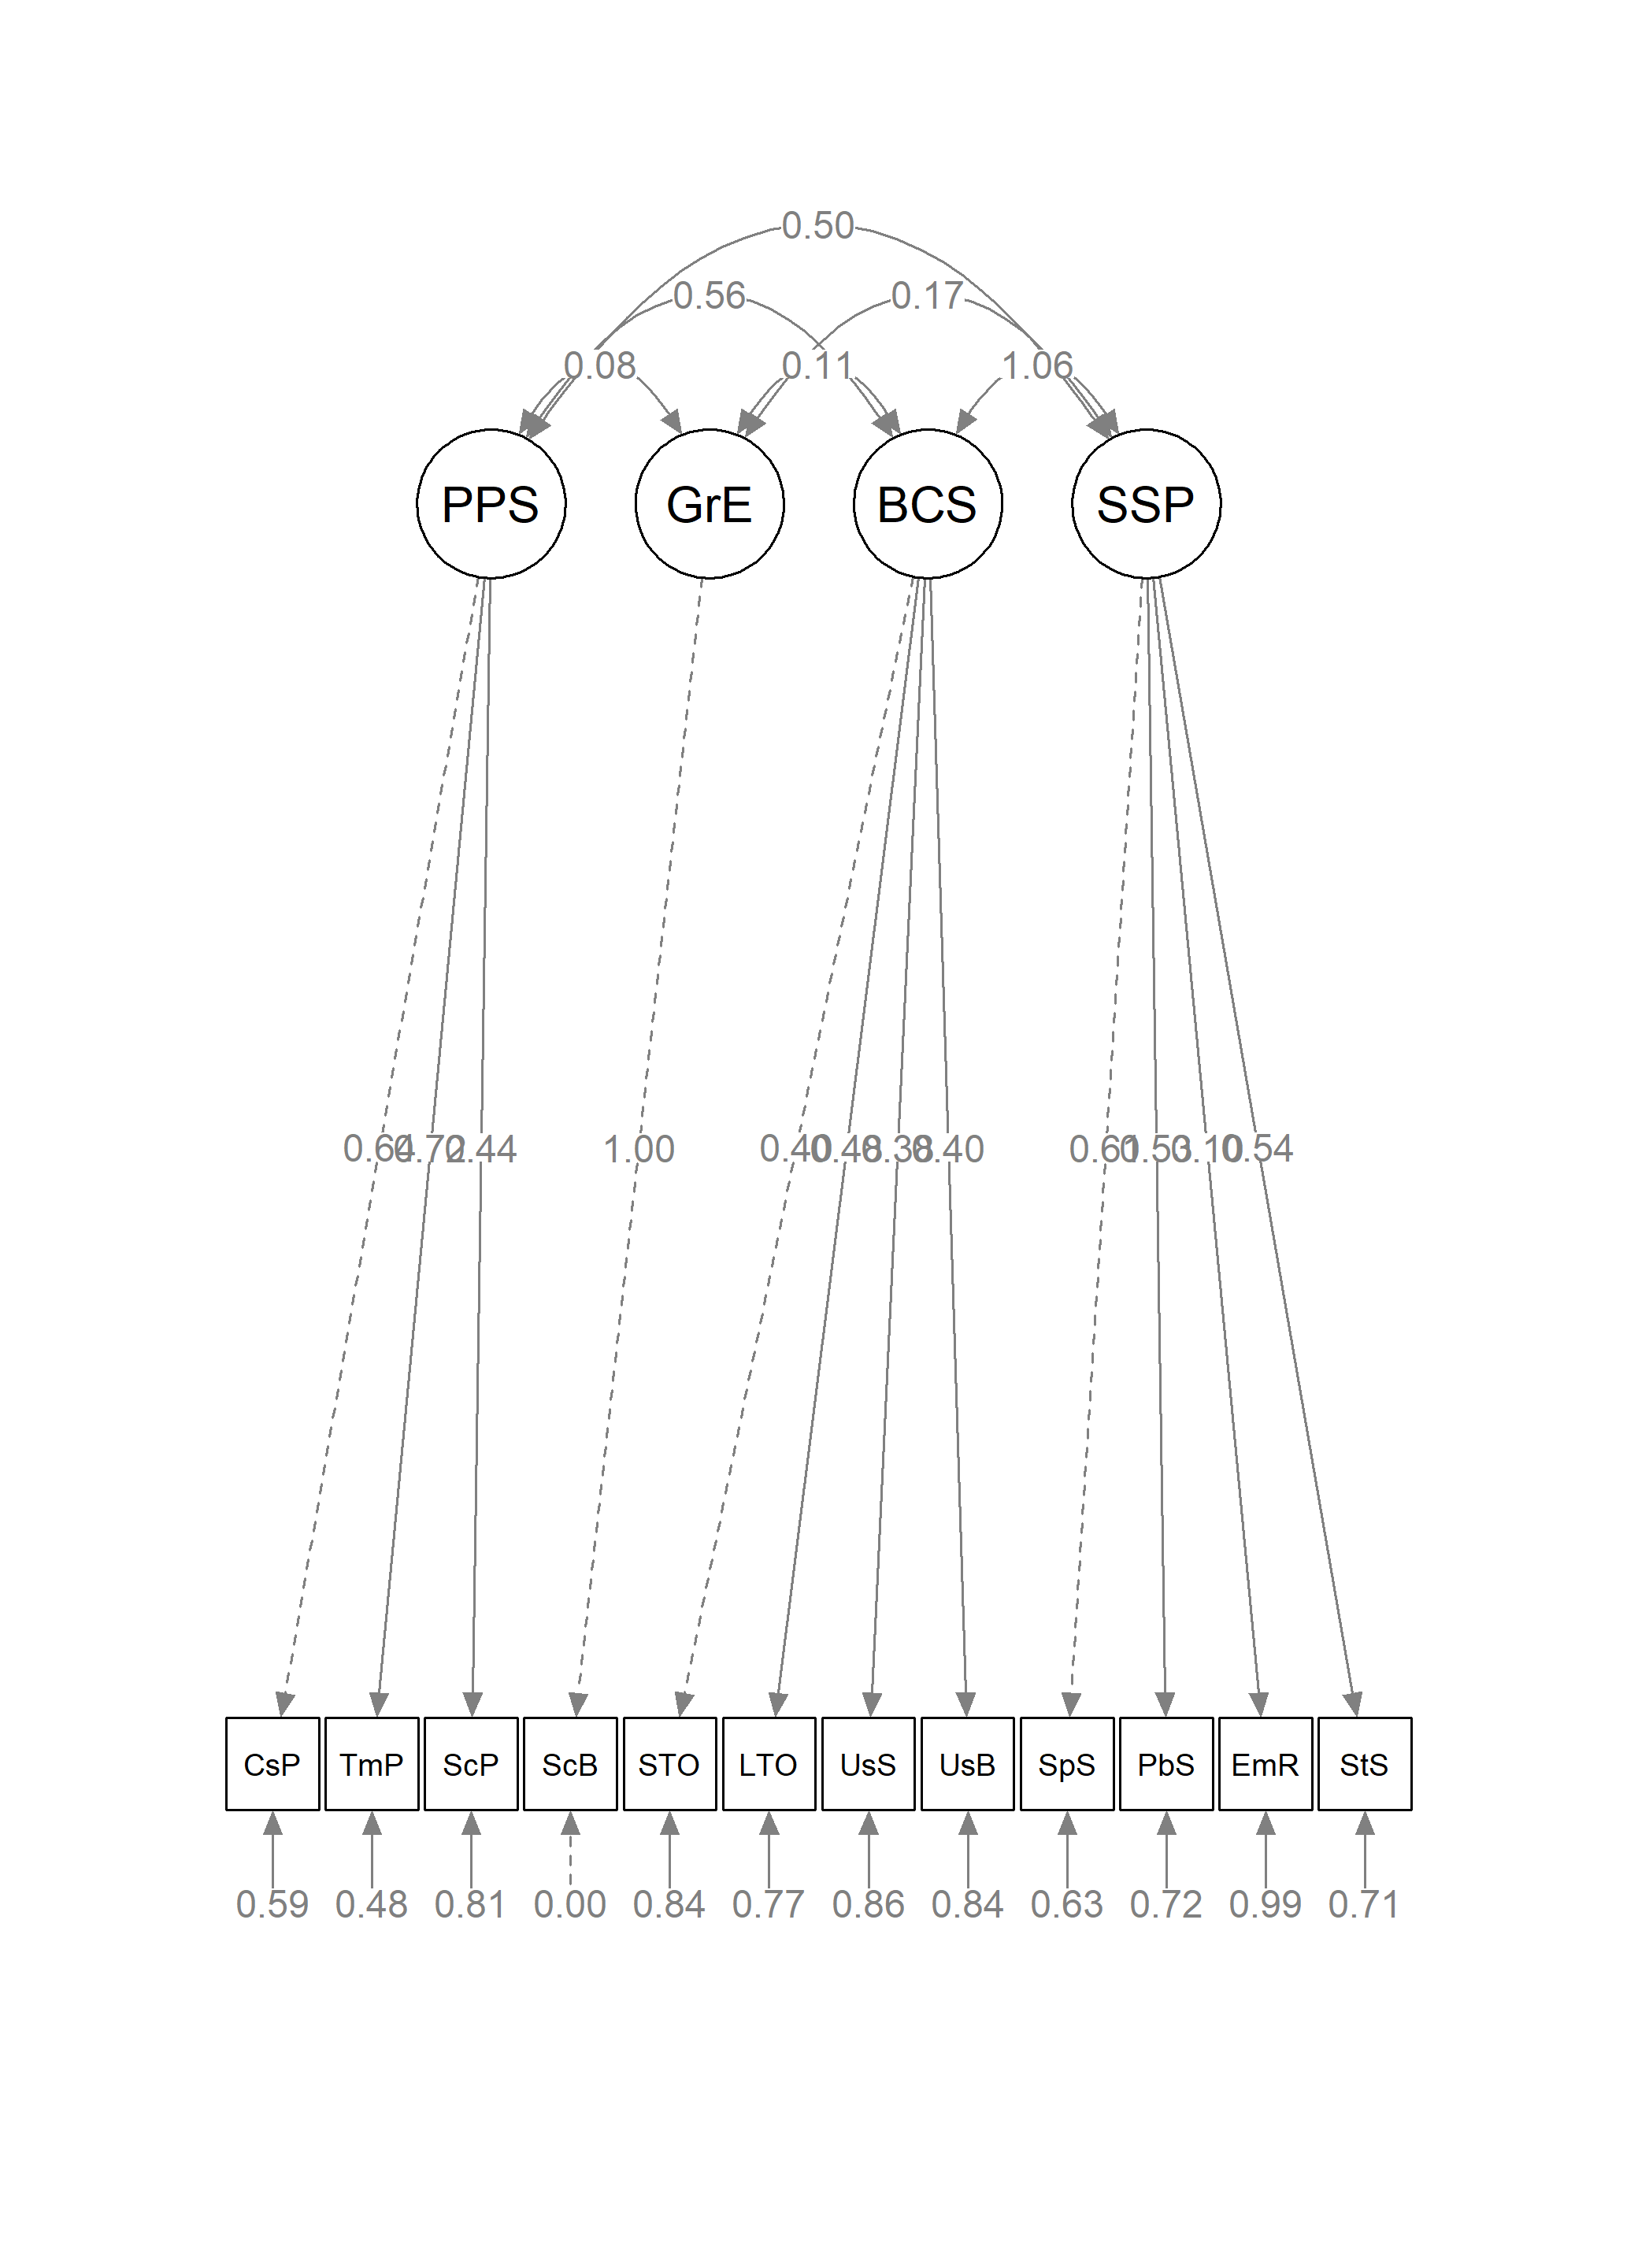 0.50
0.56 0.17
0.08 0.11 1.06
PPS GrE BCS SSP
0.64 0.72 0.44 1.00 0.40 0.48 0.38 0.40 0.61 0.53 0.10 0.54
CsP TmP ScP ScB STO LTO UsS UsB SpS PbS EmR StS
0.59 0.48 0.81 0.00 0.84 0.77 0.86 0.84 0.63 0.72 0.99 0.71